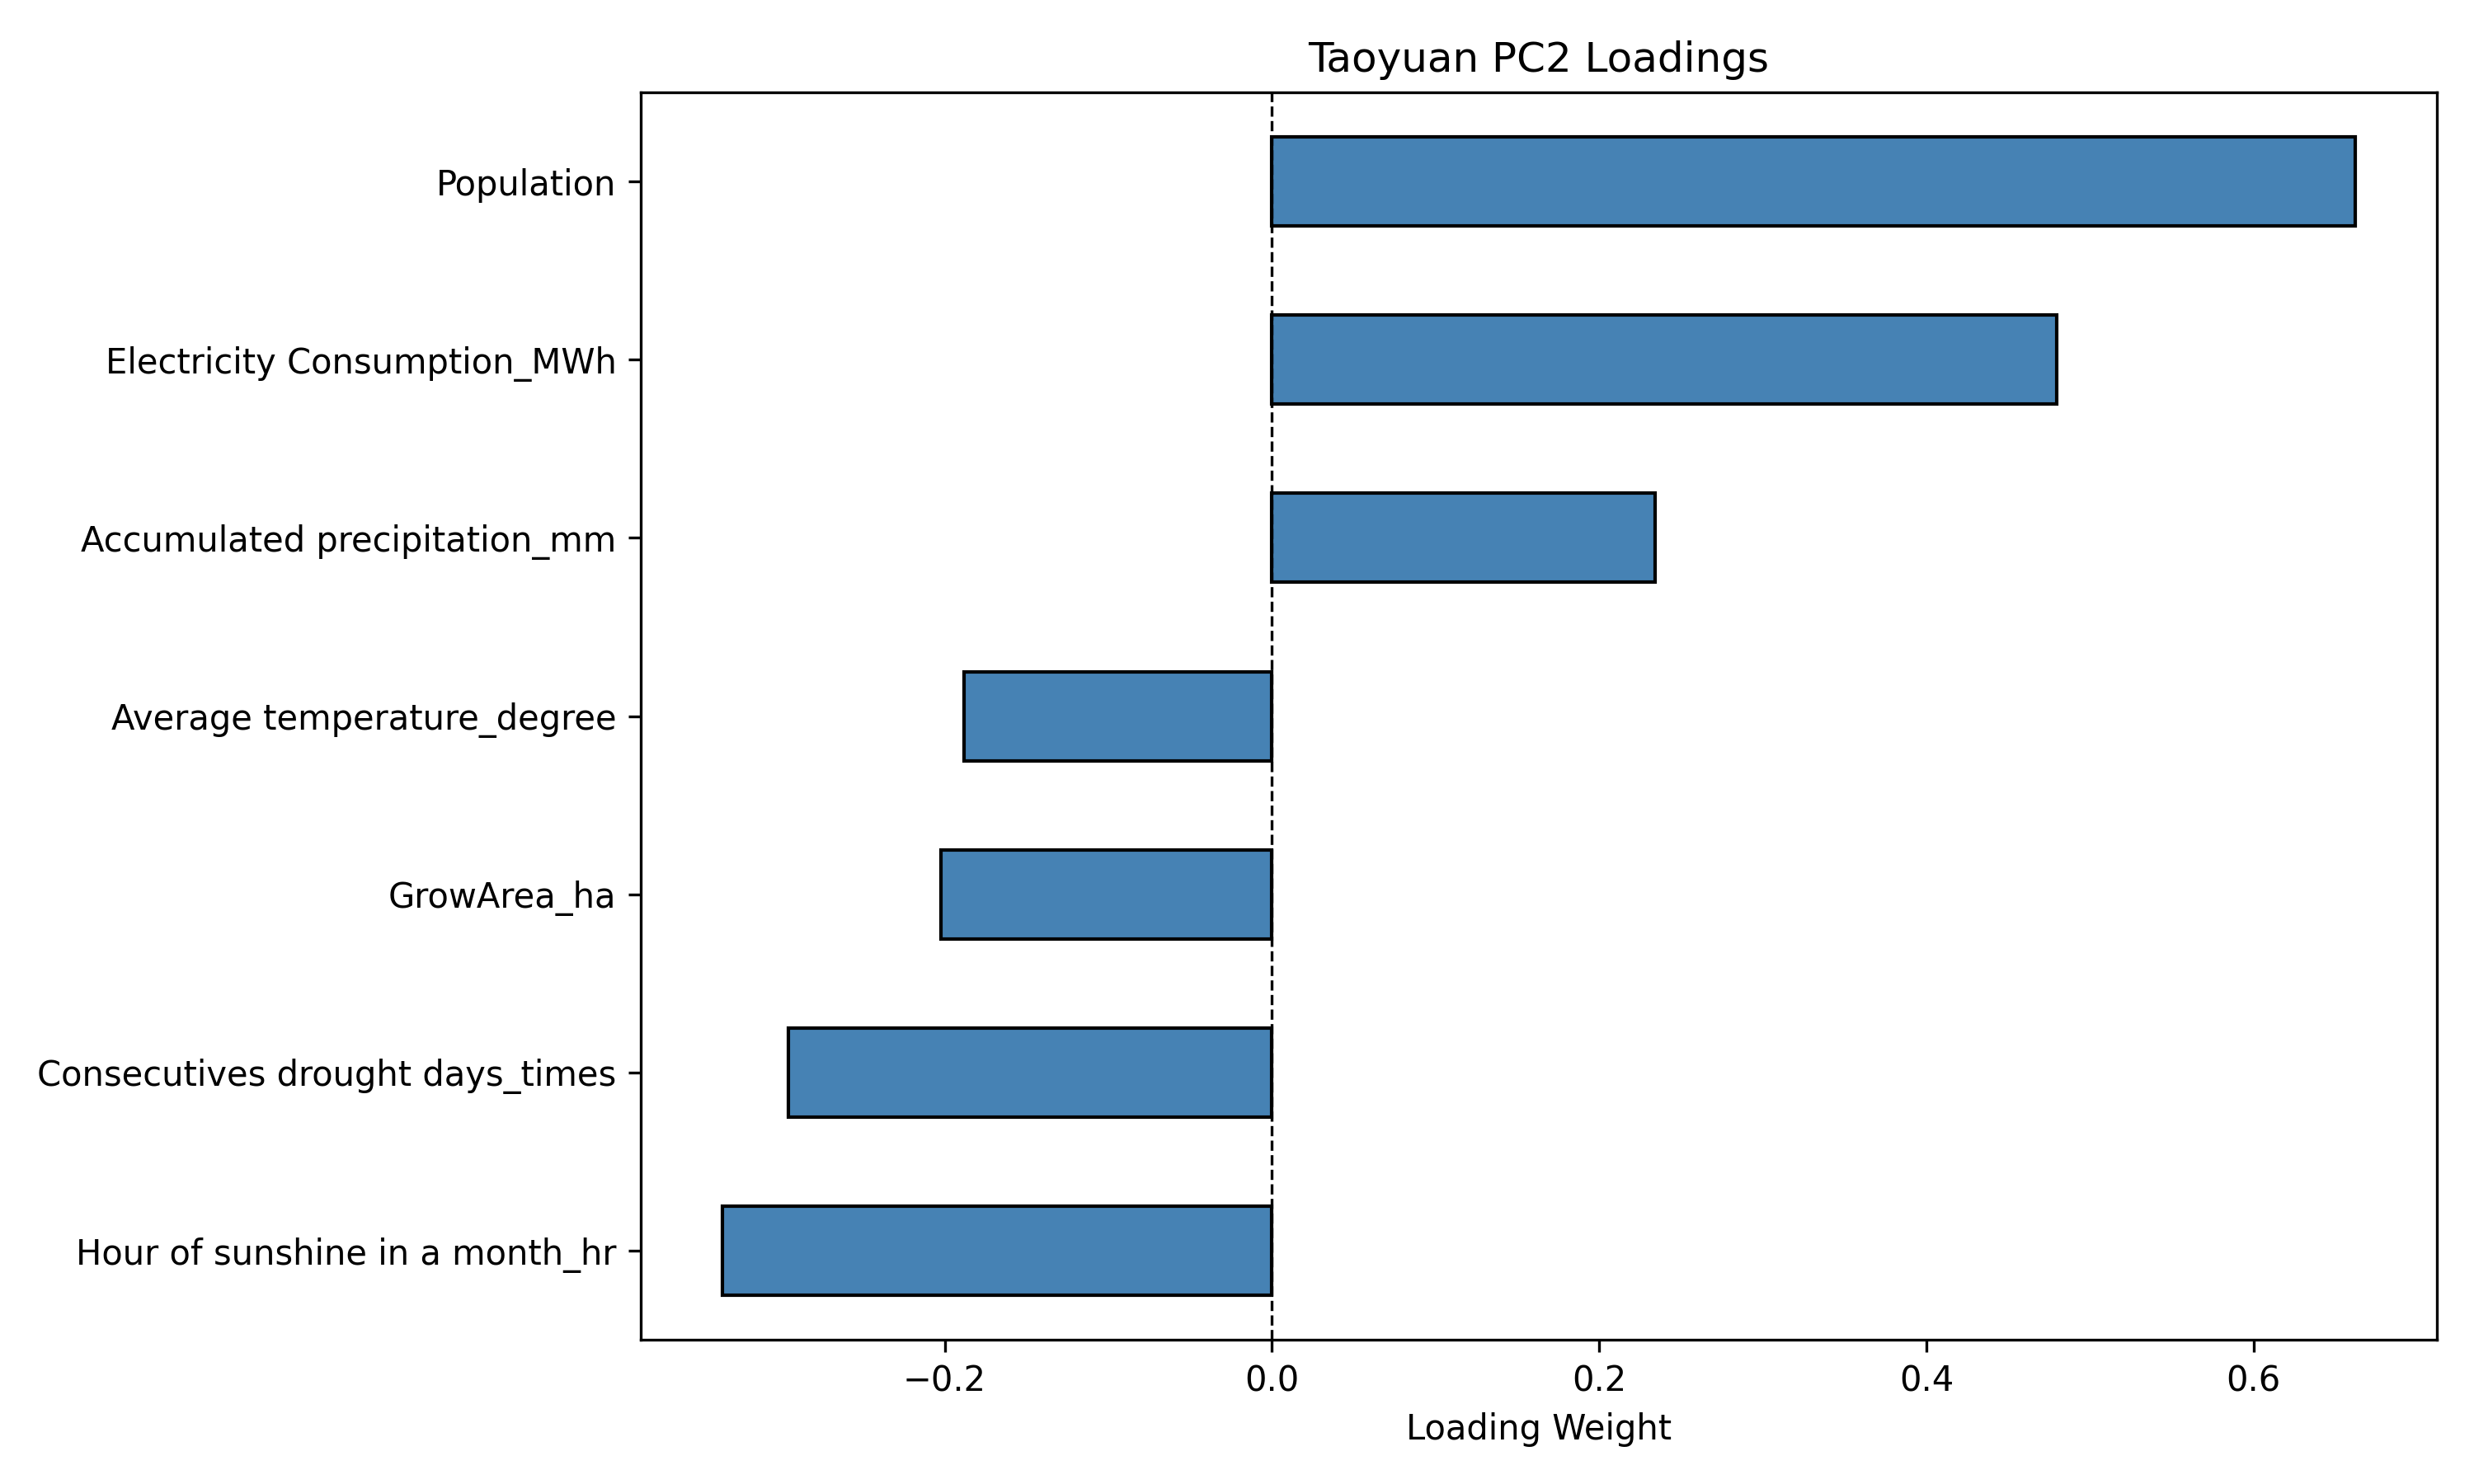 Taoyuan PC2 Loadings
Population
Electricity Consumption_MWh
Accumulated precipitation_mm
Average temperature_degree
GrowArea_ha
Consecutives drought days_times
Hour of sunshine in a month_hr
−0.2 0.0 0.2 0.4 0.6
Loading Weight